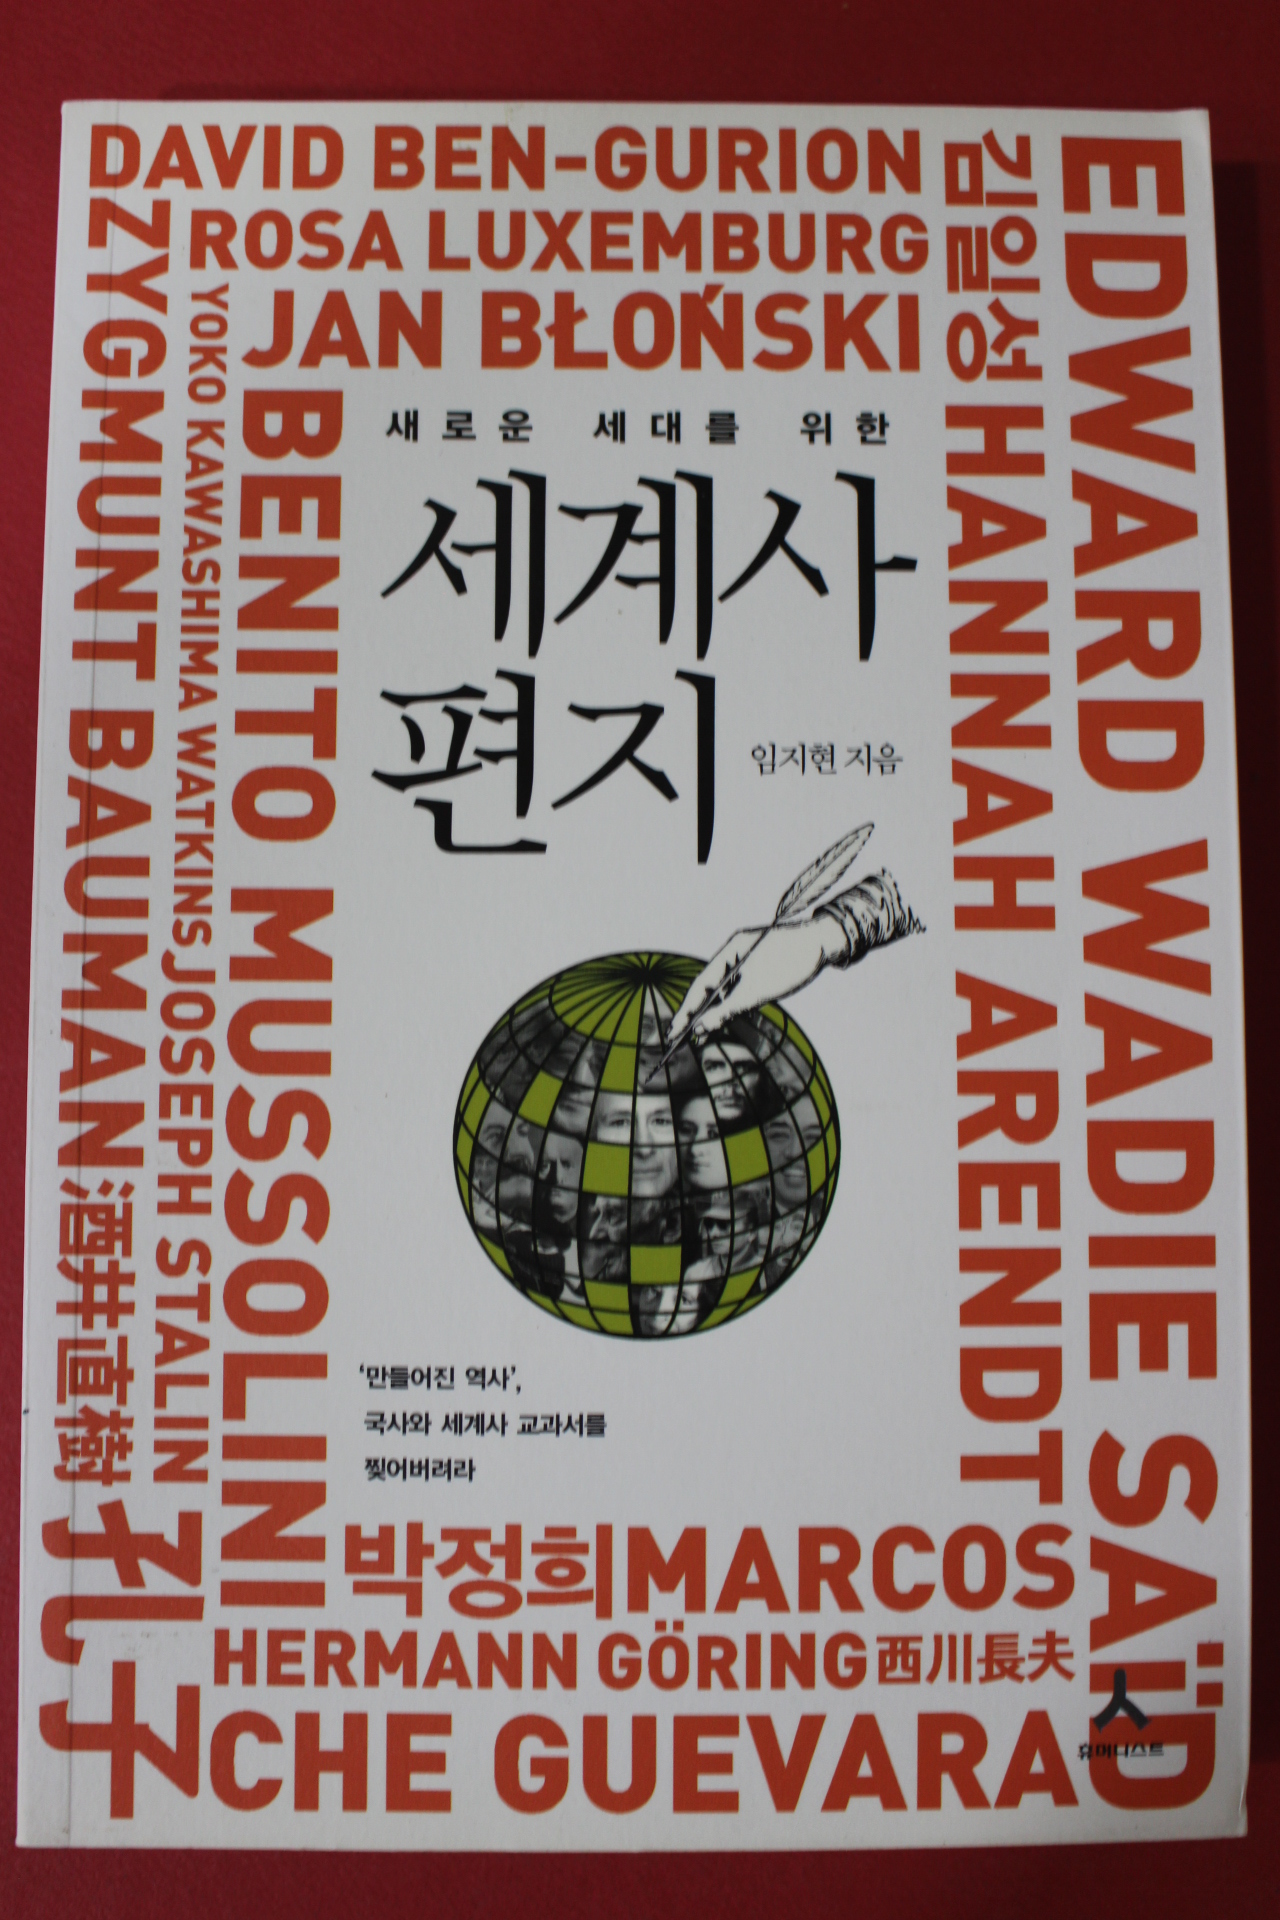 DAVID BEN-GURION
ROSA LUXEMBURG
JAN BŁOŃSKI
김일성
EDWARD WADIE SAÏD
HANNAH ARENDT
ZYGMUNT BAUMAN
YOKO KAWASHIMA WATKINS
BENITO MUSSOLINI
JOSEPH STALIN
酒井直樹
孔子
새로운 세대를 위한
세계사
편지
임지현 지음
‘만들어진 역사’,
국사와 세계사 교과서를
찢어버려라
박정희 MARCOS
HERMANN GÖRING 西川長夫
CHE GUEVARA
휴머니스트